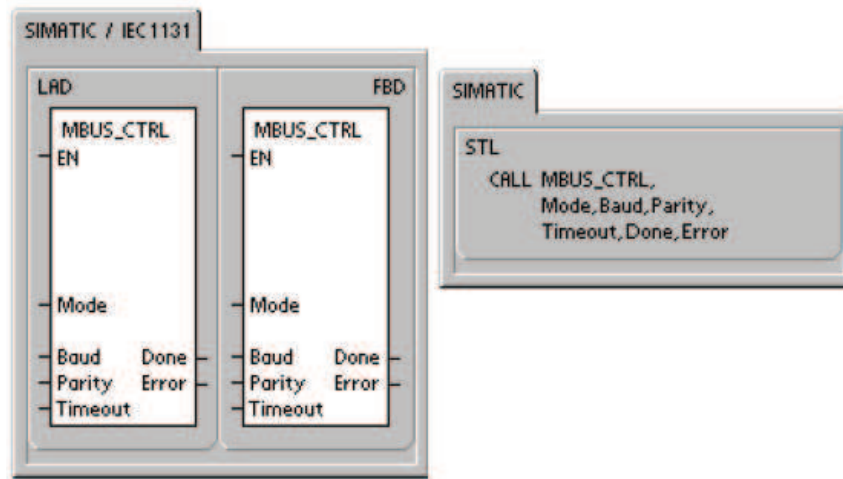 SIMATIC / IEC1131
LAD
FBD
MBUS_CTRL
EN
Mode
Baud Done
Parity Error
Timeout
MBUS_CTRL
EN
Mode
Baud Done
Parity Error
Timeout
SIMATIC
STL
CALL MBUS_CTRL,
Mode,Baud,Parity,
Timeout,Done,Error